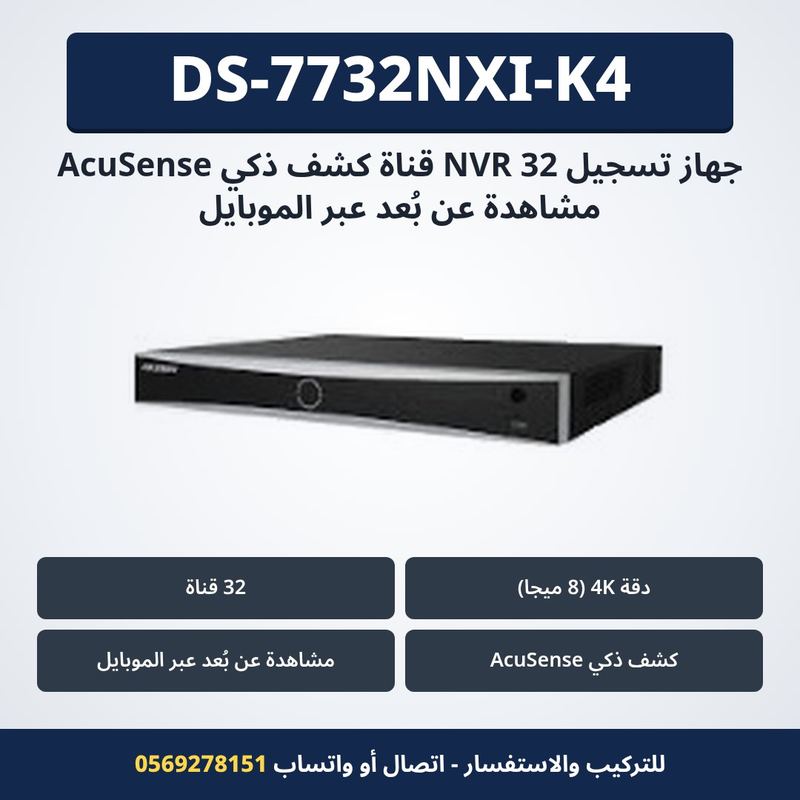 DS-7732NXI-K4
جهاز تسجيل NVR 32 قناة كشف ذكي AcuSense
مشاهدة عن بُعد عبر الموبايل
دقة 4K (8 ميجا)
32 قناة
كشف ذكي AcuSense
مشاهدة عن بُعد عبر الموبايل
للتركيب والاستفسار - اتصال أو واتساب 0569278151